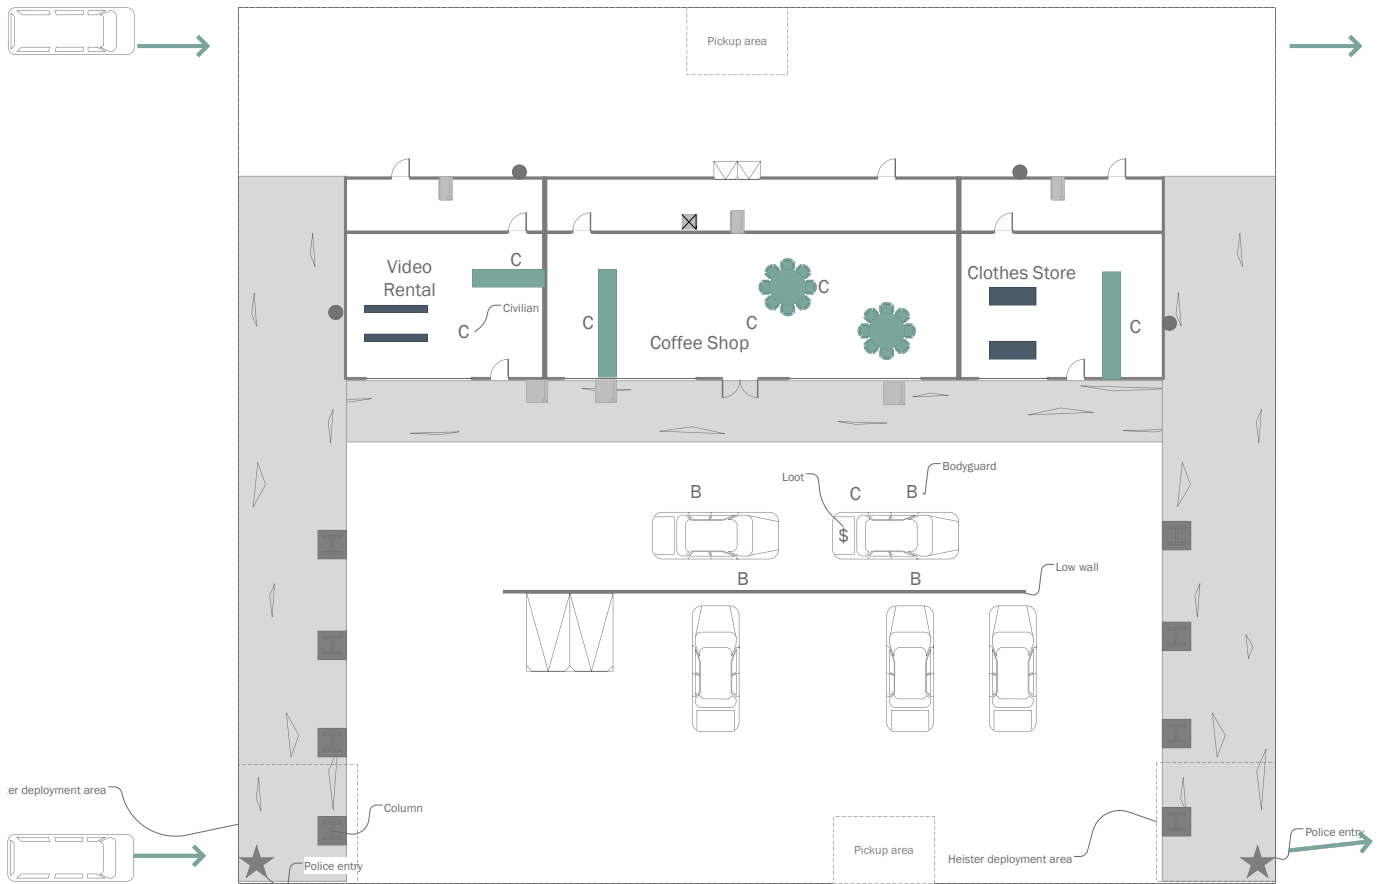 Pickup area
Video
Rental
C
Civilian
C
C
Coffee Shop
C
C
Clothes Store
C
Loot
Bodyguard
B
C
B
$
B
B
Low wall
er deployment area
Column
Police entry
Pickup area
Heister deployment area
Police entry